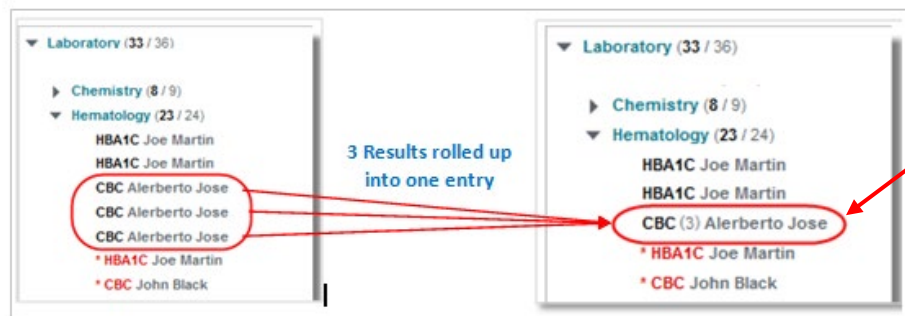 Laboratory (33 / 36)
Chemistry (8 / 9)
Hematology (23 / 24)
HBA1C Joe Martin
HBA1C Joe Martin
CBC Alerberto Jose
CBC Alerberto Jose
CBC Alerberto Jose
* HBA1C Joe Martin
* CBC John Black
3 Results rolled up
into one entry
Laboratory (33 / 36)
Chemistry (8 / 9)
Hematology (23 / 24)
HBA1C Joe Martin
HBA1C Joe Martin
CBC (3) Alerberto Jose
* HBA1C Joe Martin
* CBC John Black